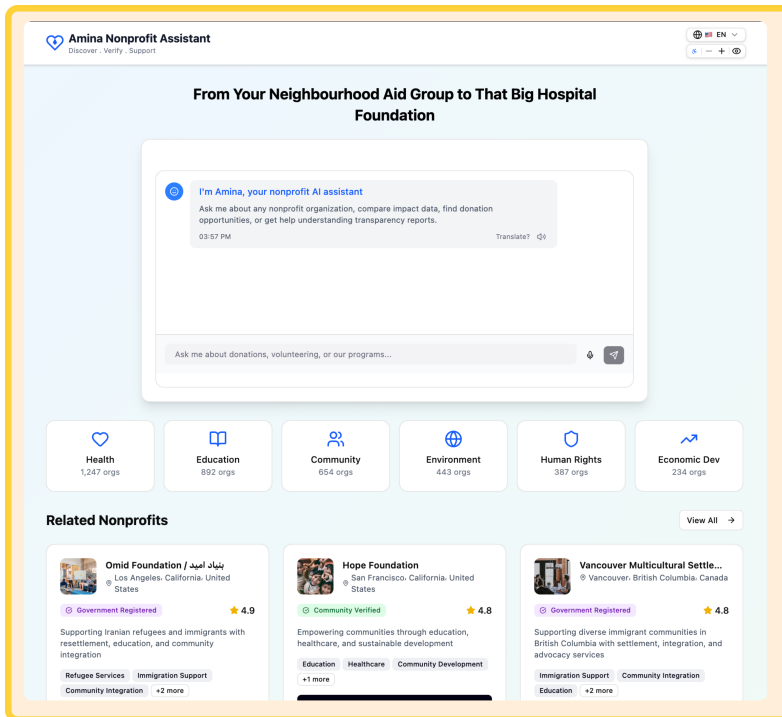 Amina Nonprofit Assistant
Discover . Verify . Support
EN
From Your Neighbourhood Aid Group to That Big Hospital
Foundation
I'm Amina, your nonprofit AI assistant
Ask me about any nonprofit organization, compare impact data, find donation
opportunities, or get help understanding transparency reports.
03:57 PM
Translate?
Ask me about donations, volunteering, or our programs...
Health
1,247 orgs
Education
892 orgs
Community
654 orgs
Environment
443 orgs
Human Rights
387 orgs
Economic Dev
234 orgs
Related Nonprofits
View All
Omid Foundation / بنیاد امید
Los Angeles، California، United
States
Government Registered
4.9
Supporting Iranian refugees and immigrants with
resettlement, education, and community
integration
Refugee Services
Immigration Support
Community Integration
+2 more
Hope Foundation
San Francisco، California، United
States
Community Verified
4.8
Empowering communities through education,
healthcare, and sustainable development
Education
Healthcare
Community Development
+1 more
Vancouver Multicultural Settle...
Vancouver، British Columbia، Canada
Government Registered
4.8
Supporting diverse immigrant communities in
British Columbia with settlement, integration, and
advocacy services
Immigration Support
Community Integration
Education
+2 more